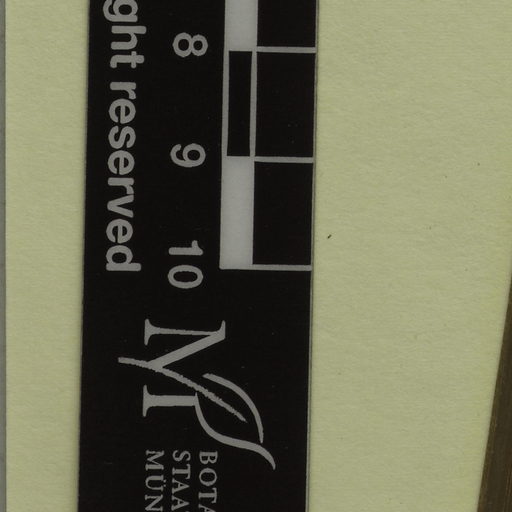 ght reserved
8 9 10
BOTA
STAA
MÜN